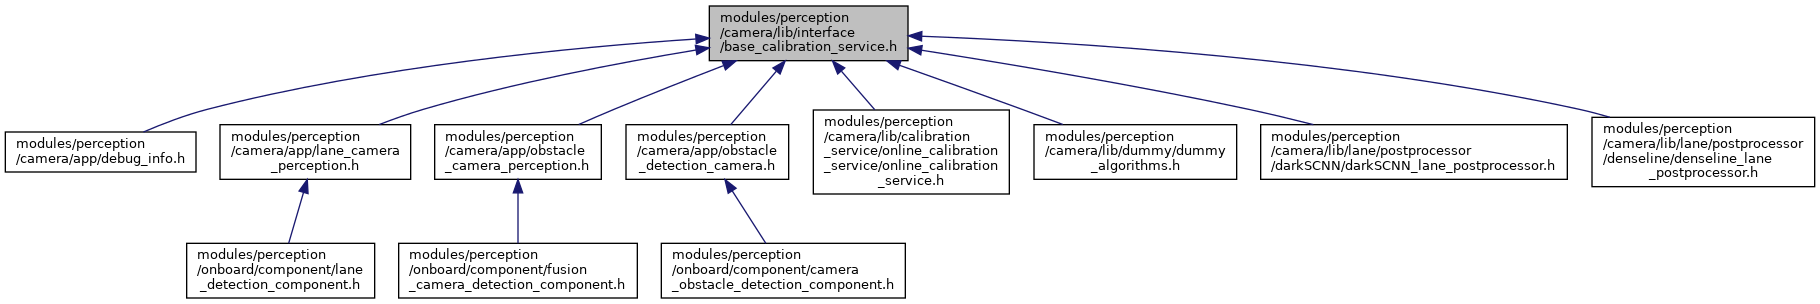 modules/perception
/camera/lib/interface
/base_calibration_service.h
modules/perception
/camera/app/debug_info.h
modules/perception
/camera/app/lane_camera
_perception.h
modules/perception
/camera/app/obstacle
_camera_perception.h
modules/perception
/camera/app/obstacle
_detection_camera.h
modules/perception
/camera/lib/calibration
_service/online_calibration
_service/online_calibration
_service.h
modules/perception
/camera/lib/dummy/dummy
_algorithms.h
modules/perception
/camera/lib/lane/postprocessor
/darkSCNN/darkSCNN_lane_postprocessor.h
modules/perception
/camera/lib/lane/postprocessor
/denseline/denseline_lane
_postprocessor.h
modules/perception
/onboard/component/lane
_detection_component.h
modules/perception
/onboard/component/fusion
_camera_detection_component.h
modules/perception
/onboard/component/camera
_obstacle_detection_component.h